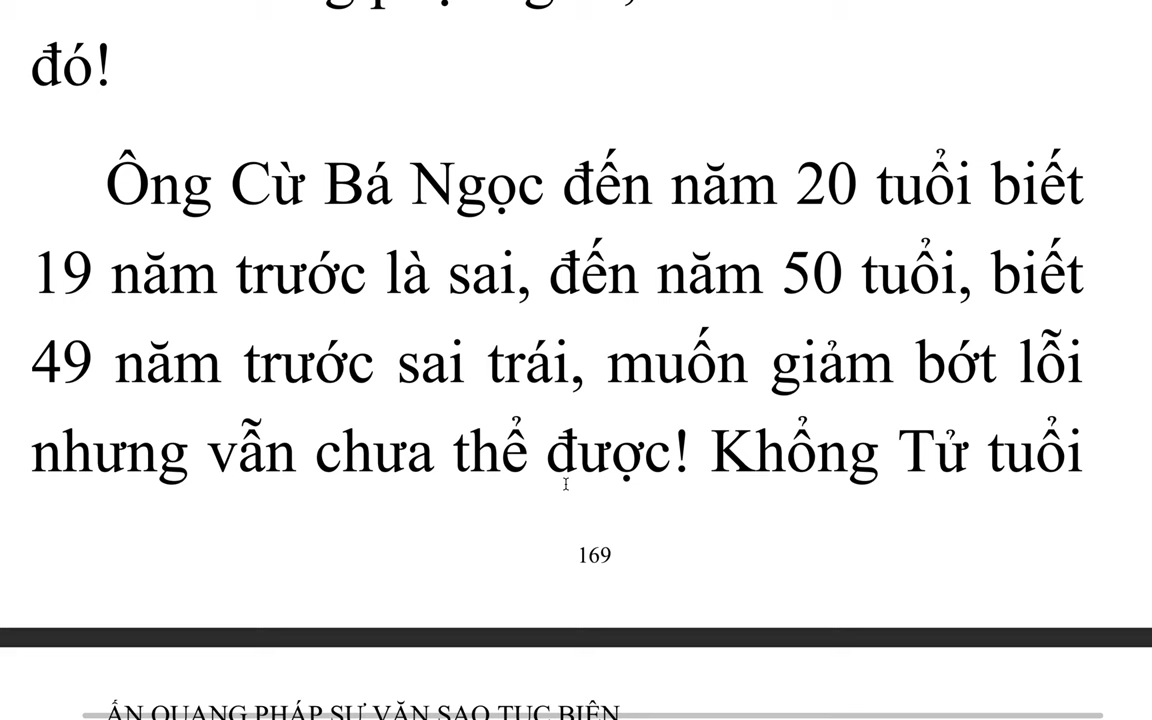 đó!
Ông Cừ Bá Ngọc đến năm 20 tuổi biết
19 năm trước là sai, đến năm 50 tuổi, biết
49 năm trước sai trái, muốn giảm bớt lỗi
nhưng vẫn chưa thể được! Khổng Tử tuổi
169
ẤN QUANG PHÁP SƯ VĂN SAO TỤC BIÊN